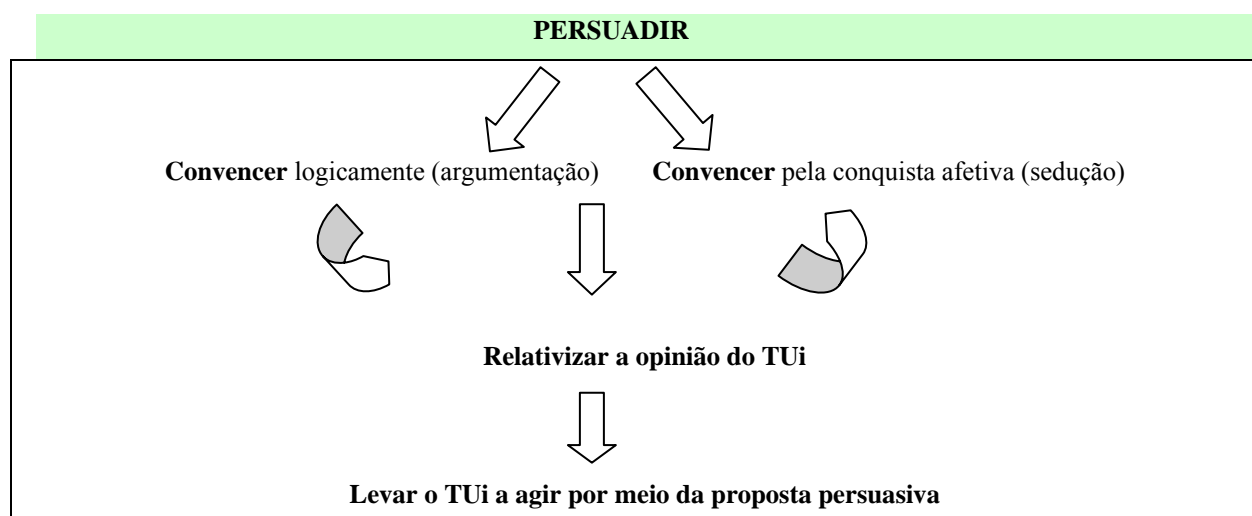 PERSUADIR
Convencer logicamente (argumentação) Convencer pela conquista afetiva (sedução)
Relativizar a opinião do TUi
Levar o TUi a agir por meio da proposta persuasiva